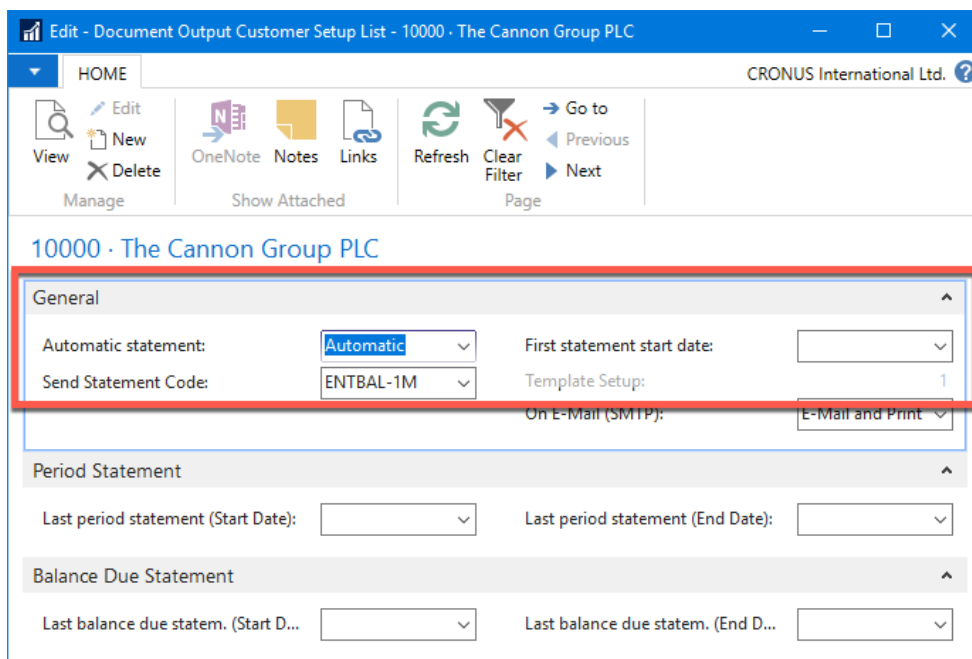 Edit - Document Output Customer Setup List - 10000 · The Cannon Group PLC
HOME
CRONUS International Ltd. ?
View
Edit
New
Delete
Manage
N
OneNote
Notes
Links
Show Attached
Refresh
Clear
Filter
Go to
Previous
Next
Page
10000 · The Cannon Group PLC
General
Automatic statement: Automatic First statement start date:
Send Statement Code: ENTBAL-1M Template Setup: 1
On E-Mail (SMTP): E-Mail and Print
Period Statement
Last period statement (Start Date): Last period statement (End Date):
Balance Due Statement
Last balance due statem. (Start D... Last balance due statem. (End D...